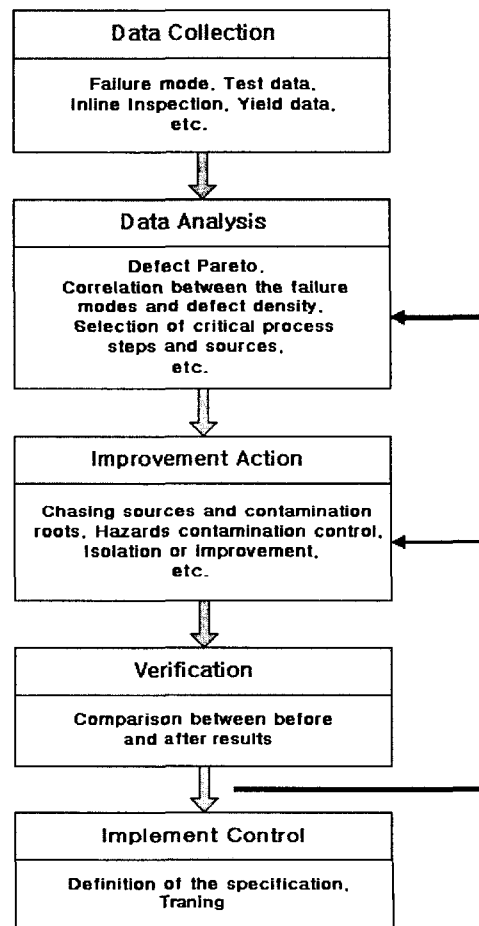 Data Collection
Failure mode, Test data,
Inline Inspection, Yield data,
etc.
Data Analysis
Defect Pareto,
Correlation between the failure
modes and defect density,
Selection of critical process
steps and sources,
etc.
Improvement Action
Chasing sources and contamination
roots, Hazards contamination control,
Isolation or Improvement,
etc.
Verification
Comparison between before
and after results
Implement Control
Definition of the specification,
Traning